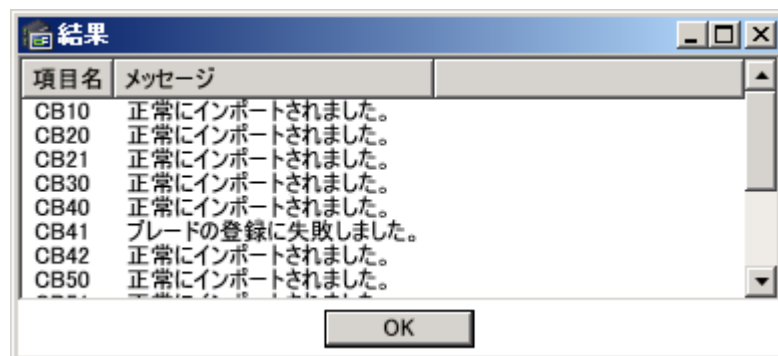 結果
項目名 メッセージ
CB10 正常にインポートされました。
CB20 正常にインポートされました。
CB21 正常にインポートされました。
CB30 正常にインポートされました。
CB40 正常にインポートされました。
CB41 ブレードの登録に失敗しました。
CB42 正常にインポートされました。
CB50 正常にインポートされました。
OK